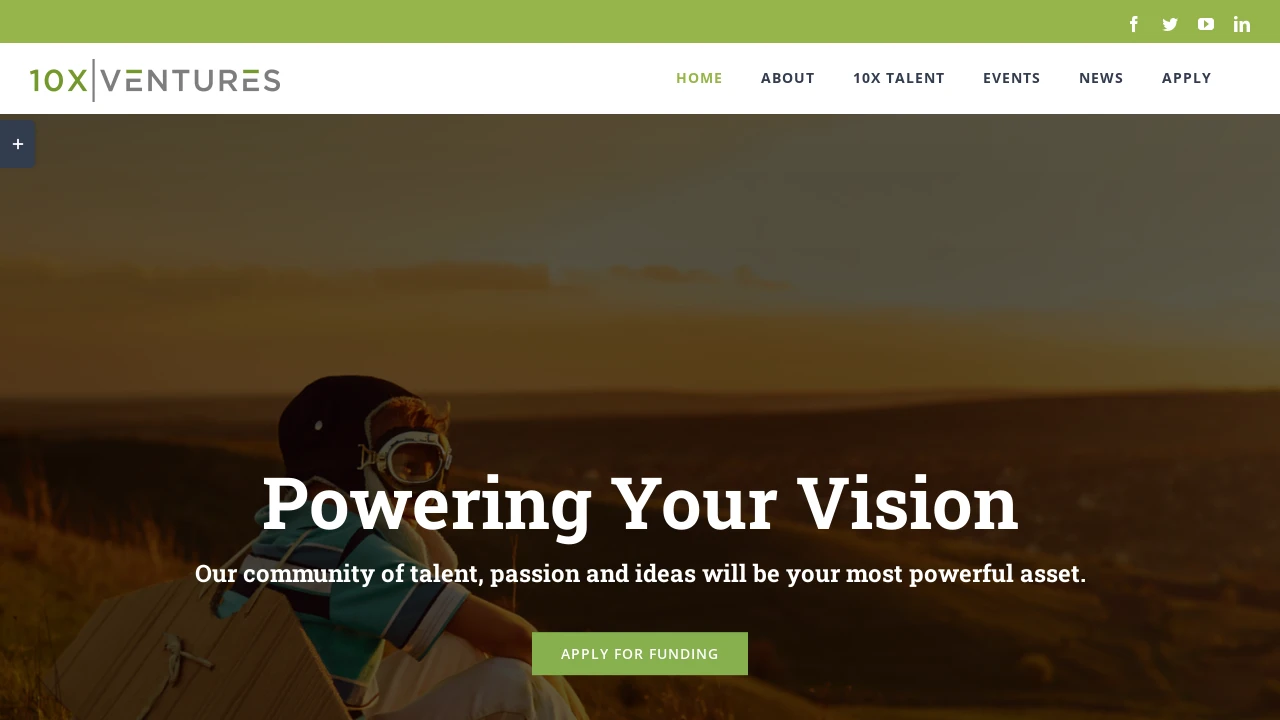 10X|VENTURES
HOME ABOUT 10X TALENT EVENTS NEWS APPLY
+
Powering Your Vision
Our community of talent, passion and ideas will be your most powerful asset.
APPLY FOR FUNDING